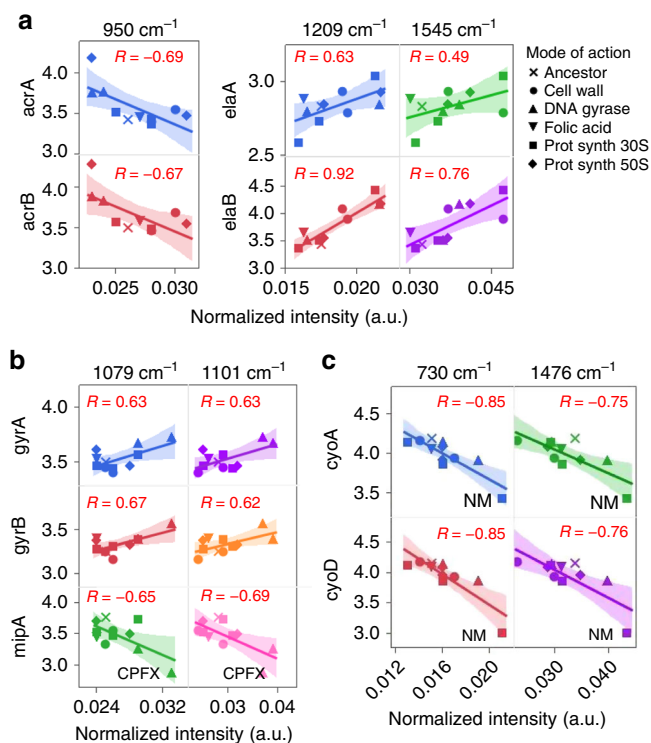 a
950 cm⁻¹
1209 cm⁻¹
1545 cm⁻¹
acrA
4.0
3.5
3.0
R = −0.69
acrB
4.0
3.5
3.0
R = −0.67
0.025
0.030
elaA
3.0
2.5
R = 0.63
R = 0.49
elaB
4.5
4.0
3.5
3.0
R = 0.92
R = 0.76
0.015
0.020
0.030
0.045
Normalized intensity (a.u.)
Normalized intensity (a.u.)
Mode of action
Ancestor
Cell wall
DNA gyrase
Folic acid
Prot synth 30S
Prot synth 50S
b
1079 cm⁻¹
1101 cm⁻¹
gyrA
4.0
3.5
R = 0.63
R = 0.63
gyrB
3.5
3.0
R = 0.67
R = 0.62
mipA
3.5
3.0
R = −0.65
R = −0.69
CPFX
CPFX
0.024
0.032
0.03
0.04
Normalized intensity (a.u.)
c
730 cm⁻¹
1476 cm⁻¹
cyoA
4.5
4.0
3.5
R = −0.85
R = −0.75
NM
NM
cyoD
4.5
4.0
3.5
3.0
R = −0.85
R = −0.76
NM
NM
0.012
0.016
0.020
0.030
0.040
Normalized intensity (a.u.)